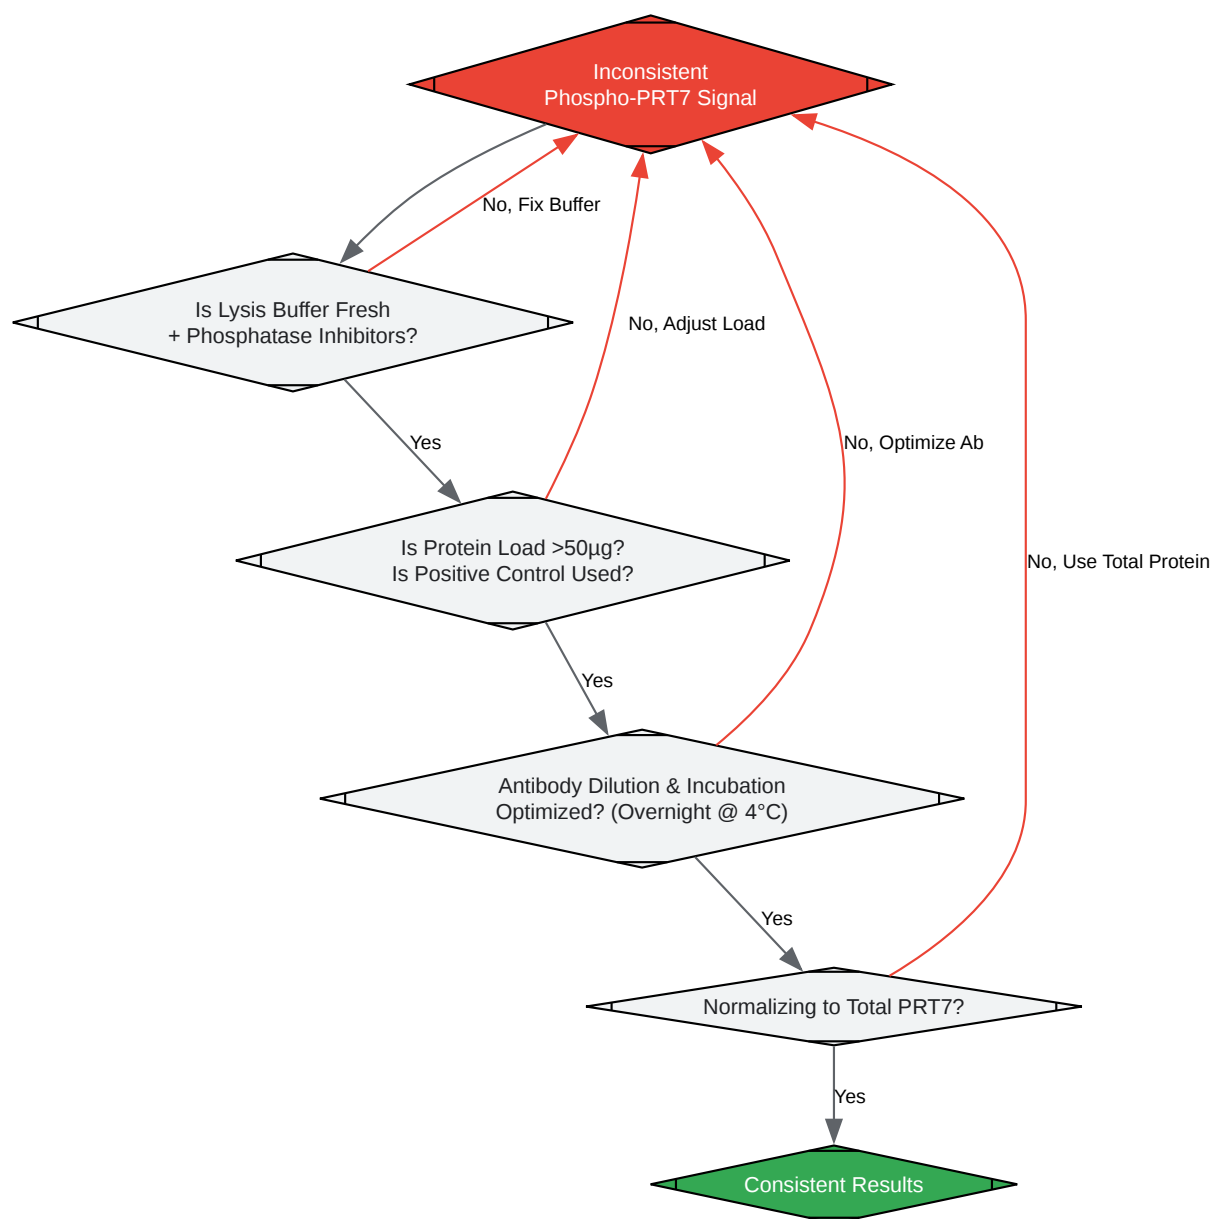 Inconsistent
Phospho-PRT7 Signal
No, Fix Buffer
Is Lysis Buffer Fresh
+ Phosphatase Inhibitors?
No, Adjust Load
Yes
No, Optimize Ab
Is Protein Load >50µg?
Is Positive Control Used?
No, Use Total Protein
Yes
Antibody Dilution & Incubation
Optimized? (Overnight @ 4°C)
Yes
Normalizing to Total PRT7?
Yes
Consistent Results